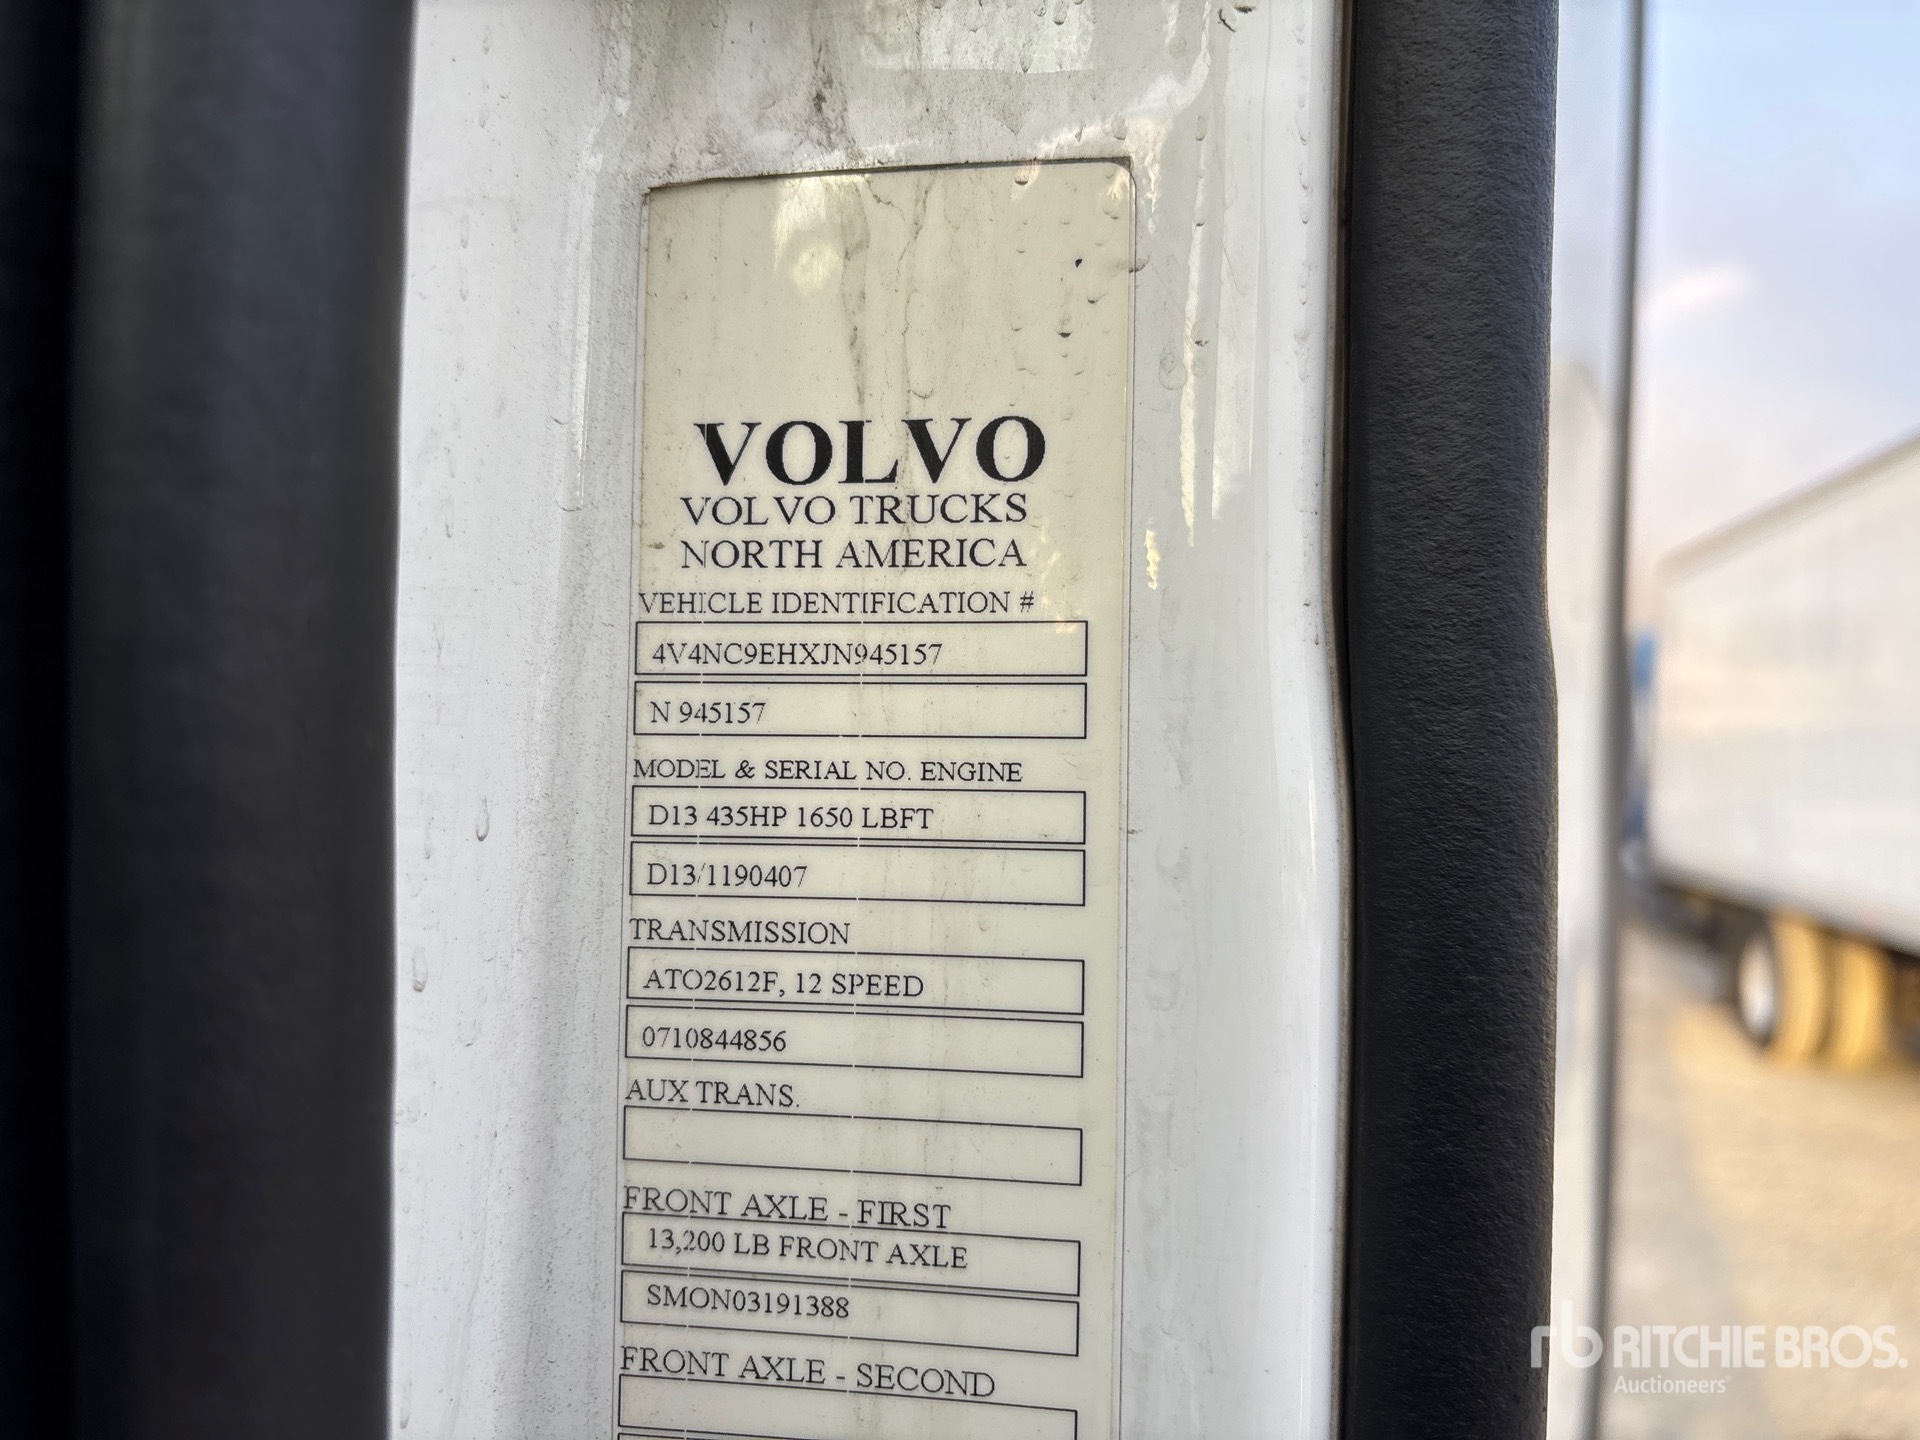 VOLVO
VOLVO TRUCKS
NORTH AMERICA
VEHICLE IDENTIFICATION #
4V4NC9EHXJN945157
N 945157
MODEL & SERIAL NO. ENGINE
D13 435HP 1650 LBFT
D13/1190407
TRANSMISSION
ATO2612F, 12 SPEED
0710844856
AUX TRANS.
FRONT AXLE - FIRST
13,200 LB FRONT AXLE
SMON03191388
FRONT AXLE - SECOND
rb RITCHIE BROS.
Auctioneers